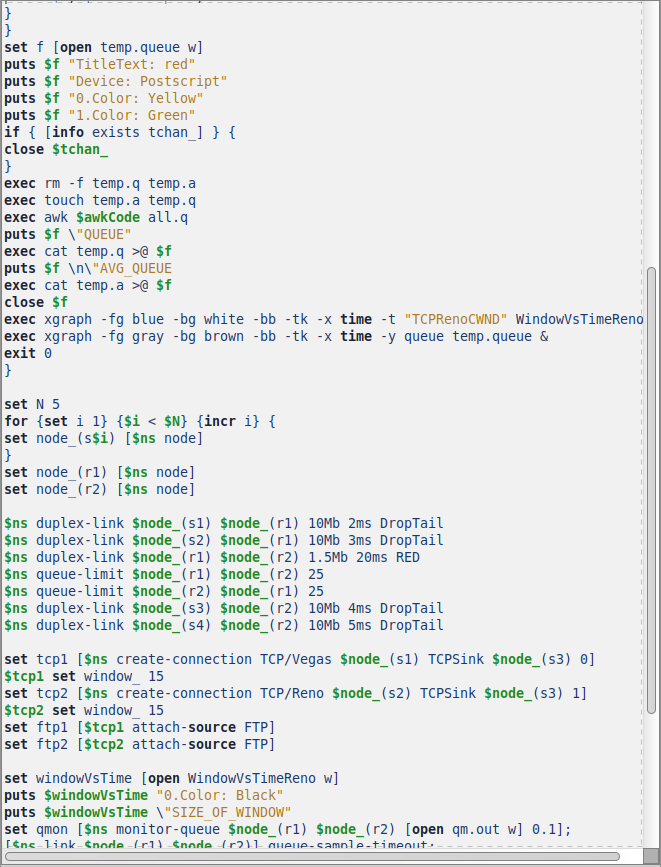 }
}
set f [open temp.queue w]
puts $f "TitleText: red"
puts $f "Device: Postscript"
puts $f "0.Color: Yellow"
puts $f "1.Color: Green"
if { [info exists tchan_] } {
close $tchan_
}
exec rm -f temp.q temp.a
exec touch temp.a temp.q
exec awk $awkCode all.q
puts $f \"QUEUE"
exec cat temp.q >@ $f
puts $f \n\"AVG_QUEUE
exec cat temp.a >@ $f
close $f
exec xgraph -fg blue -bg white -bb -tk -x time -t "TCPRenoCWND" WindowVsTimeReno
exec xgraph -fg gray -bg brown -bb -tk -x time -y queue temp.queue &
exit 0
}

set N 5
for {set i 1} {$i < $N} {incr i} {
set node_(s$i) [$ns node]
}
set node_(r1) [$ns node]
set node_(r2) [$ns node]

$ns duplex-link $node_(s1) $node_(r1) 10Mb 2ms DropTail
$ns duplex-link $node_(s2) $node_(r1) 10Mb 3ms DropTail
$ns duplex-link $node_(r1) $node_(r2) 1.5Mb 20ms RED
$ns queue-limit $node_(r1) $node_(r2) 25
$ns queue-limit $node_(r2) $node_(r1) 25
$ns duplex-link $node_(s3) $node_(r2) 10Mb 4ms DropTail
$ns duplex-link $node_(s4) $node_(r2) 10Mb 5ms DropTail

set tcp1 [$ns create-connection TCP/Vegas $node_(s1) TCPSink $node_(s3) 0]
$tcp1 set window_ 15
set tcp2 [$ns create-connection TCP/Reno $node_(s2) TCPSink $node_(s3) 1]
$tcp2 set window_ 15
set ftp1 [$tcp1 attach-source FTP]
set ftp2 [$tcp2 attach-source FTP]

set windowVsTime [open WindowVsTimeReno w]
puts $windowVsTime "0.Color: Black"
puts $windowVsTime \"SIZE_OF_WINDOW"
set qmon [$ns monitor-queue $node_(r1) $node_(r2) [open qm.out w] 0.1];
[$ns link $node_(r1) $node_(r2)] queue-sample-timeout;